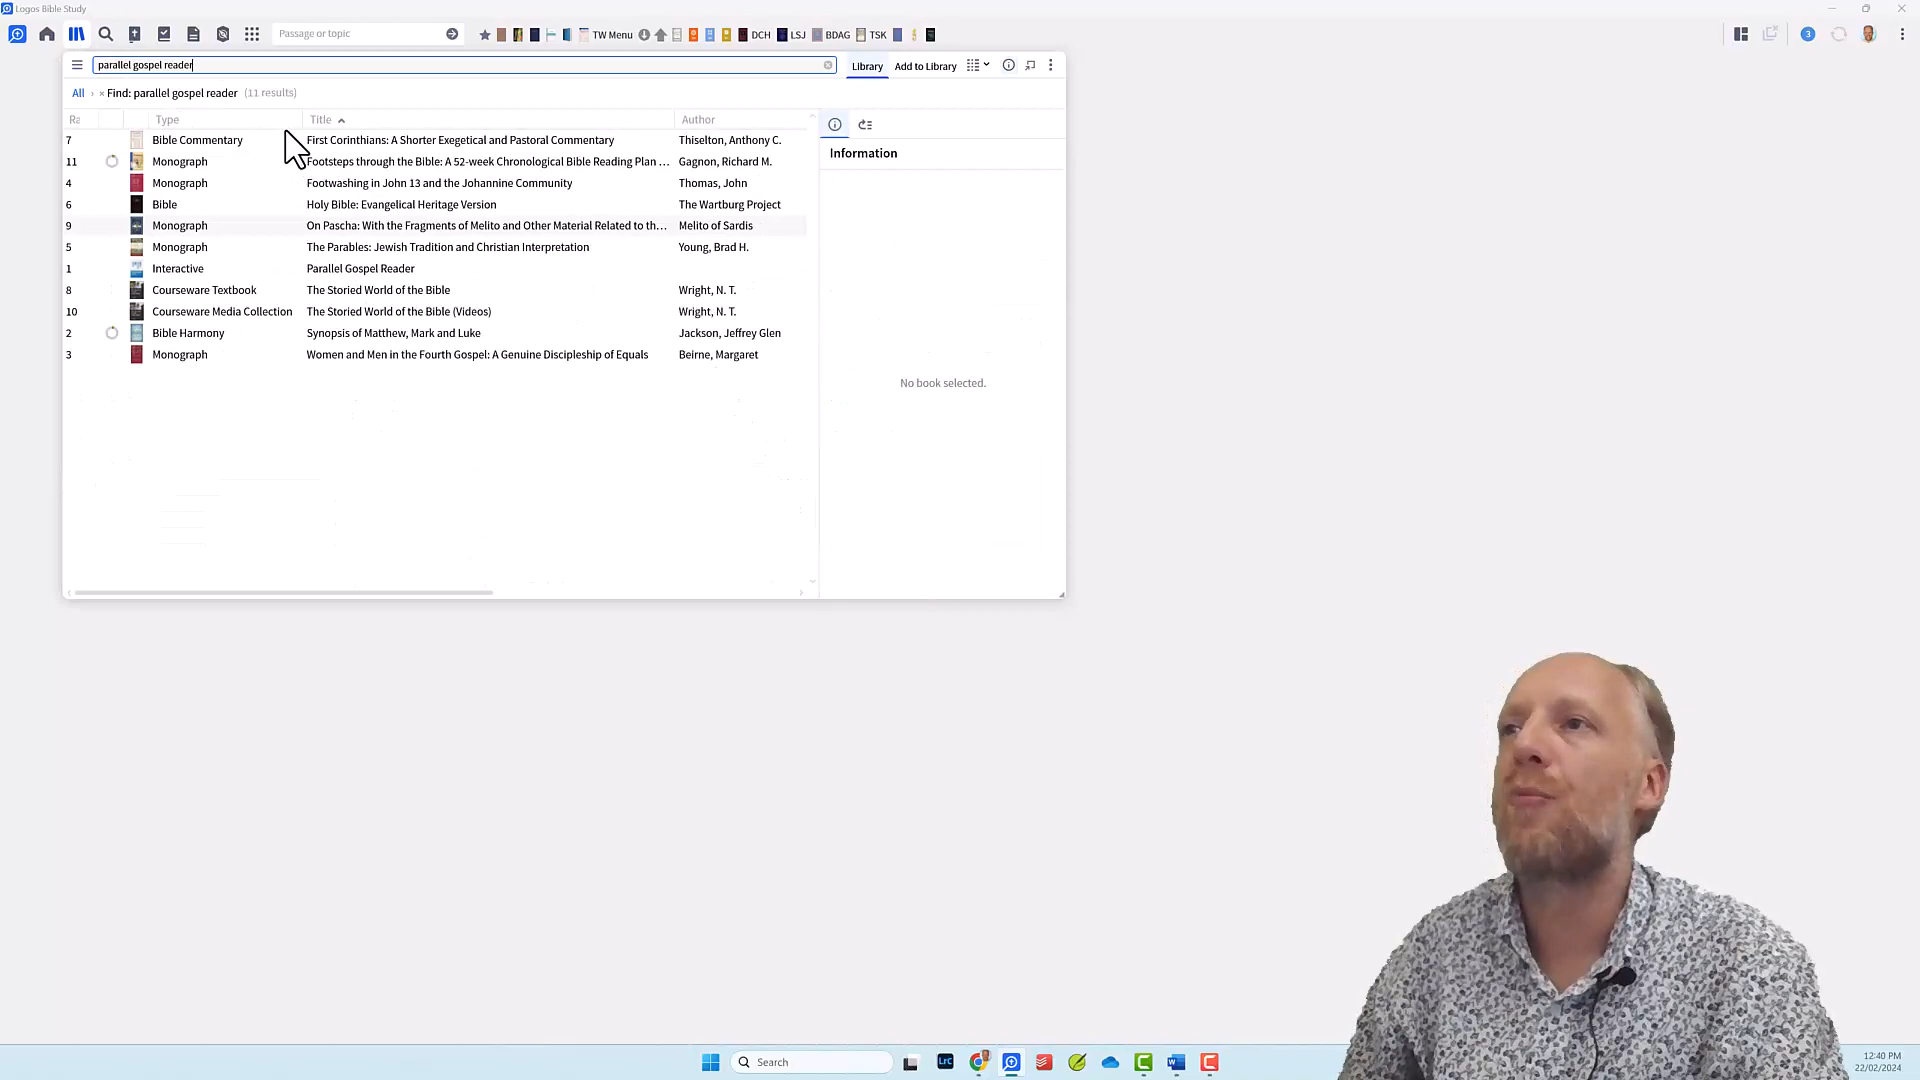 Logos Bible Study
Passage or topic
TW Menu
DCH
LSJ
BDAG
TSK
3
parallel gospel reader
Library
Add to Library
All › × Find: parallel gospel reader (11 results)
Ra Type Title Author
7 Bible Commentary First Corinthians: A Shorter Exegetical and Pastoral Commentary Thiselton, Anthony C.
11 Monograph Footsteps through the Bible: A 52-week Chronological Bible Reading Plan ... Gagnon, Richard M.
4 Monograph Footwashing in John 13 and the Johannine Community Thomas, John
6 Bible Holy Bible: Evangelical Heritage Version The Wartburg Project
9 Monograph On Pascha: With the Fragments of Melito and Other Material Related to th... Melito of Sardis
5 Monograph The Parables: Jewish Tradition and Christian Interpretation Young, Brad H.
1 Interactive Parallel Gospel Reader
8 Courseware Textbook The Storied World of the Bible Wright, N. T.
10 Courseware Media Collection The Storied World of the Bible (Videos) Wright, N. T.
2 Bible Harmony Synopsis of Matthew, Mark and Luke Jackson, Jeffrey Glen
3 Monograph Women and Men in the Fourth Gospel: A Genuine Discipleship of Equals Beirne, Margaret
Information
No book selected.
Search
LrC
12:40 PM
22/02/2024